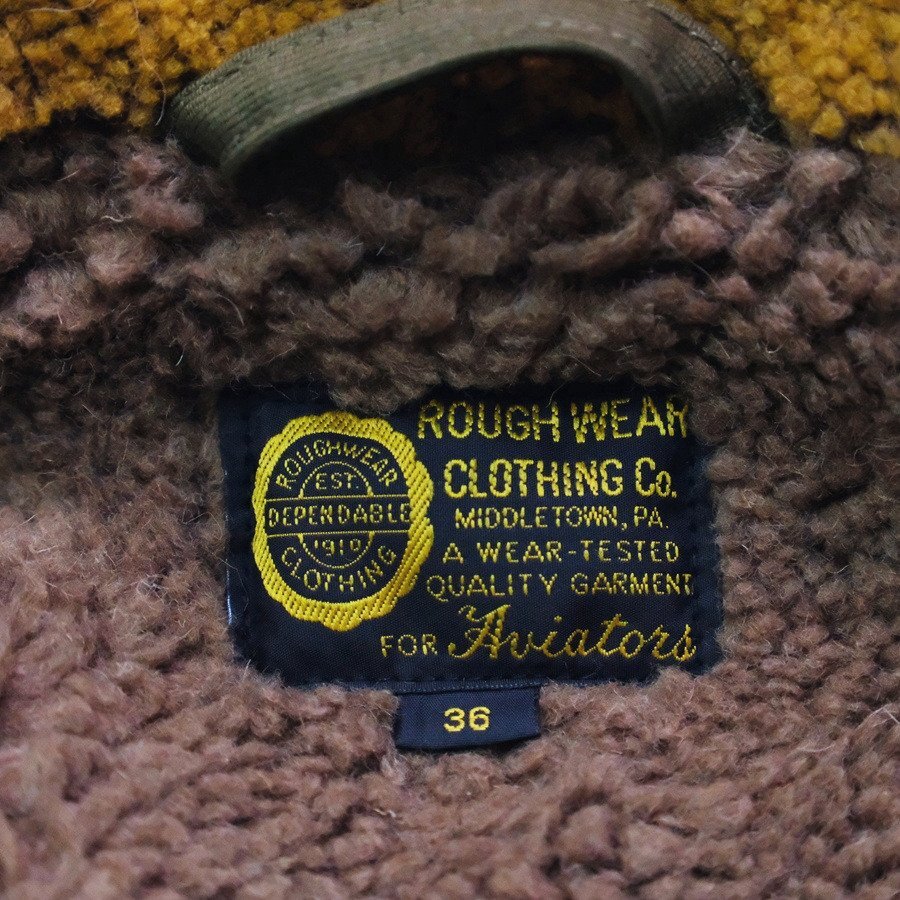 ROUGHWEAR
EST.
DEPENDABLE
1910
CLOTHING
ROUGH WEAR
CLOTHING Co.
MIDDLETOWN, PA.
A WEAR-TESTED
QUALITY GARMENT
FOR Aviators
36